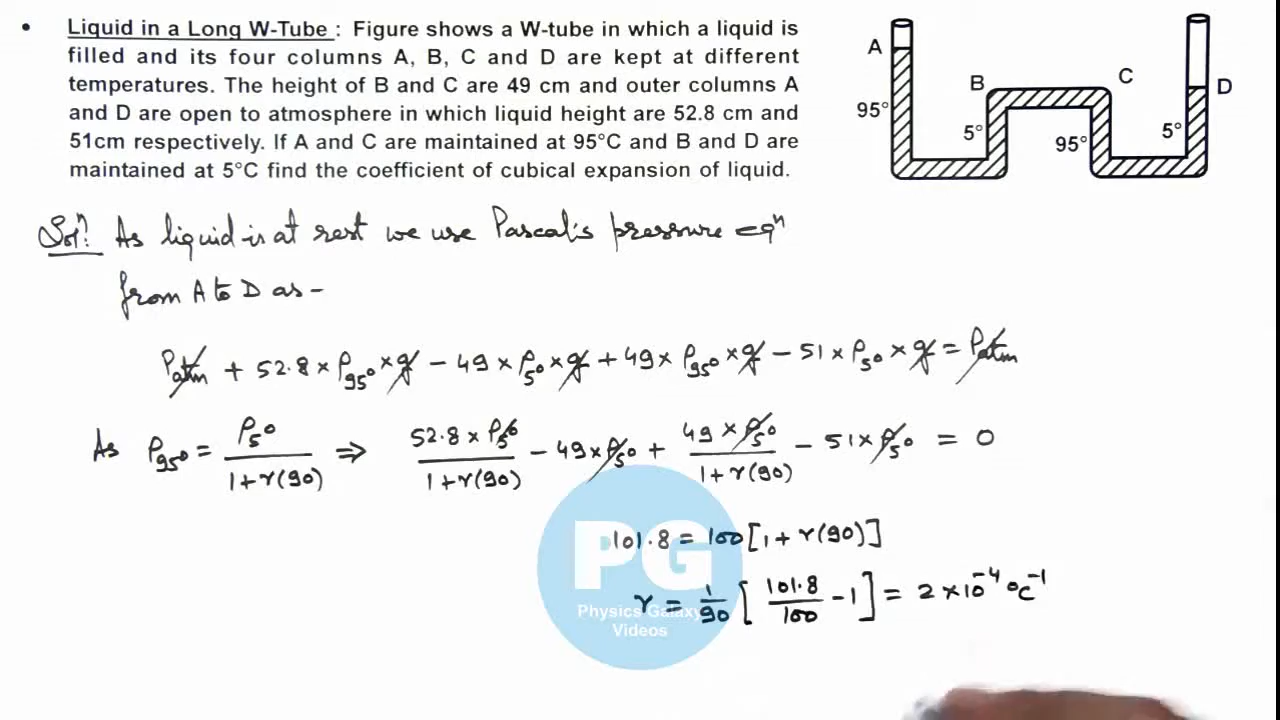 • Liquid in a Long W-Tube : Figure shows a W-tube in which a liquid is
filled and its four columns A, B, C and D are kept at different
temperatures. The height of B and C are 49 cm and outer columns A
and D are open to atmosphere in which liquid height are 52.8 cm and
51cm respectively. If A and C are maintained at 95°C and B and D are
maintained at 5°C find the coefficient of cubical expansion of liquid.
A
B
C
D
95°
5°
95°
5°
Solⁿ. As liquid is at rest we use Pascal's pressure eqⁿ
from A to D as –
Patm + 52.8 × ρ95° × g – 49 × ρ5° × g + 49 × ρ95° × g – 51 × ρ5° × g = Patm
As ρ95° = ρ5° / 1+γ(90) ⇒ 52.8 × ρ5° / 1+γ(90) – 49 × ρ5° + 49 × ρ5° / 1+γ(90) – 51 × ρ5° = 0
101.8 = 100[1+γ(90)]
γ = 1/90 [101.8/100 – 1] = 2 × 10⁻⁴ °C⁻¹
PG
Physics Galaxy
Videos